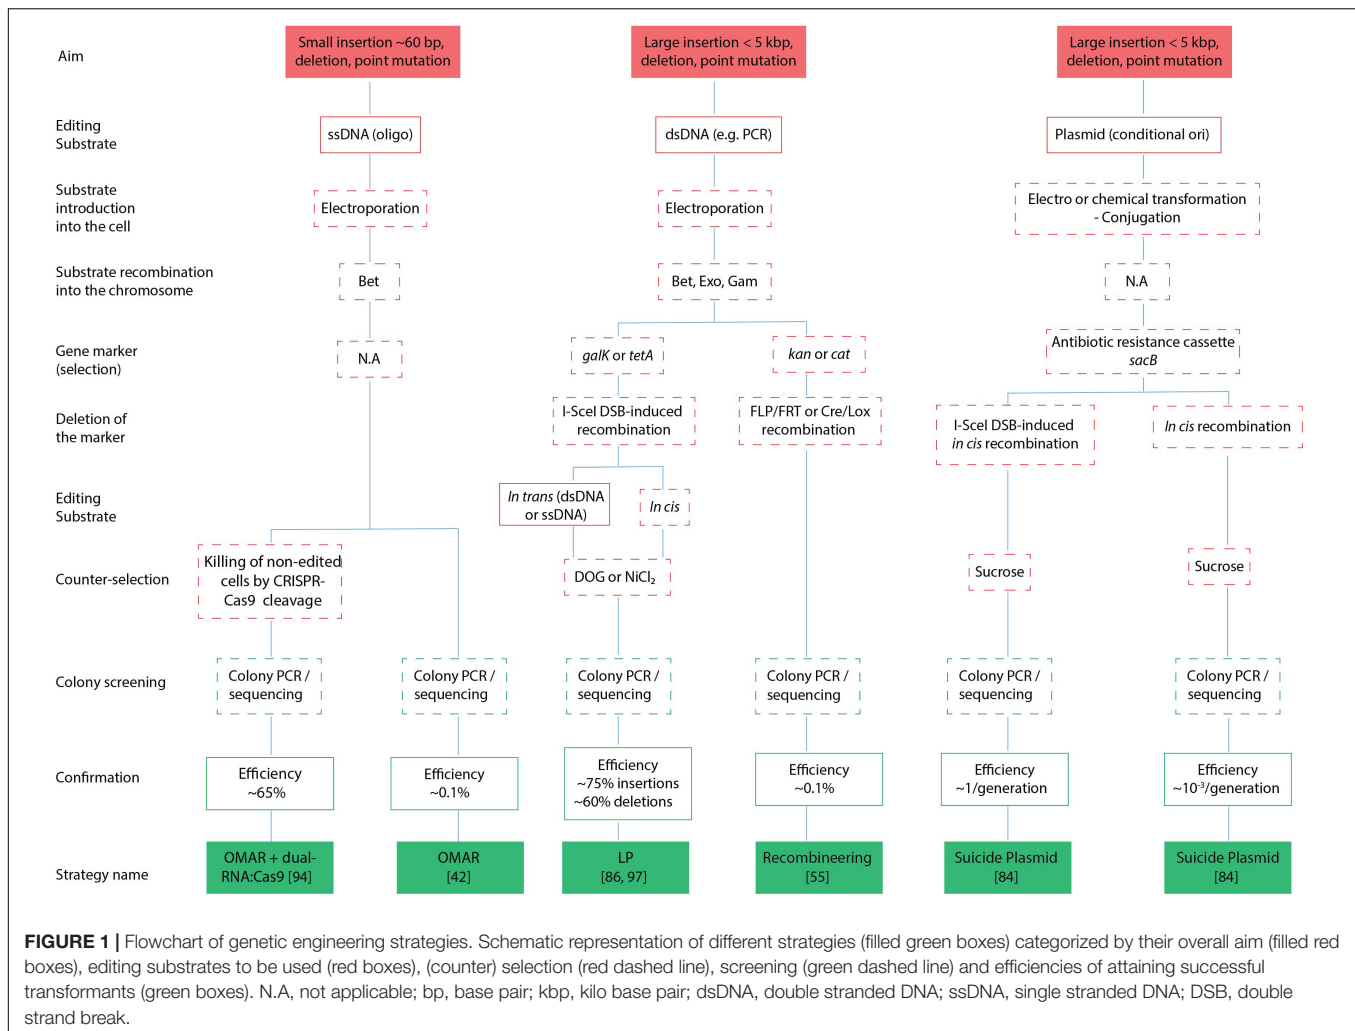 Aim
Small insertion ~60 bp,
deletion, point mutation
Large insertion < 5 kbp,
deletion, point mutation
Large insertion < 5 kbp,
deletion, point mutation
Editing
Substrate
ssDNA (oligo)
dsDNA (e.g. PCR)
Plasmid (conditional ori)
Substrate
introduction
into the cell
Electroporation
Electroporation
Electro or chemical transformation
- Conjugation
Substrate recombination
into the chromosome
Bet
Bet, Exo, Gam
N.A
Gene marker
(selection)
N.A
galK or tetA
kan or cat
Antibiotic resistance cassette
sacB
Deletion of
the marker
I-SceI DSB-induced
recombination
FLP/FRT or Cre/Lox
recombination
I-SceI DSB-induced
in cis recombination
In cis recombination
Editing
Substrate
In trans (dsDNA
or ssDNA)
In cis
Counter-selection
Killing of non-edited
cells by CRISPR-
Cas9 cleavage
DOG or NiCl₂
Sucrose
Sucrose
Colony screening
Colony PCR /
sequencing
Colony PCR /
sequencing
Colony PCR /
sequencing
Colony PCR /
sequencing
Colony PCR /
sequencing
Colony PCR /
sequencing
Confirmation
Efficiency
~65%
Efficiency
~0.1%
Efficiency
~75% insertions
~60% deletions
Efficiency
~0.1%
Efficiency
~1/generation
Efficiency
~10⁻³/generation
Strategy name
OMAR + dual-
RNA:Cas9 [94]
OMAR
[42]
LP
[86, 97]
Recombineering
[55]
Suicide Plasmid
[84]
Suicide Plasmid
[84]
FIGURE 1 | Flowchart of genetic engineering strategies. Schematic representation of different strategies (filled green boxes) categorized by their overall aim (filled red
boxes), editing substrates to be used (red boxes), (counter) selection (red dashed line), screening (green dashed line) and efficiencies of attaining successful
transformants (green boxes). N.A, not applicable; bp, base pair; kbp, kilo base pair; dsDNA, double stranded DNA; ssDNA, single stranded DNA; DSB, double
strand break.